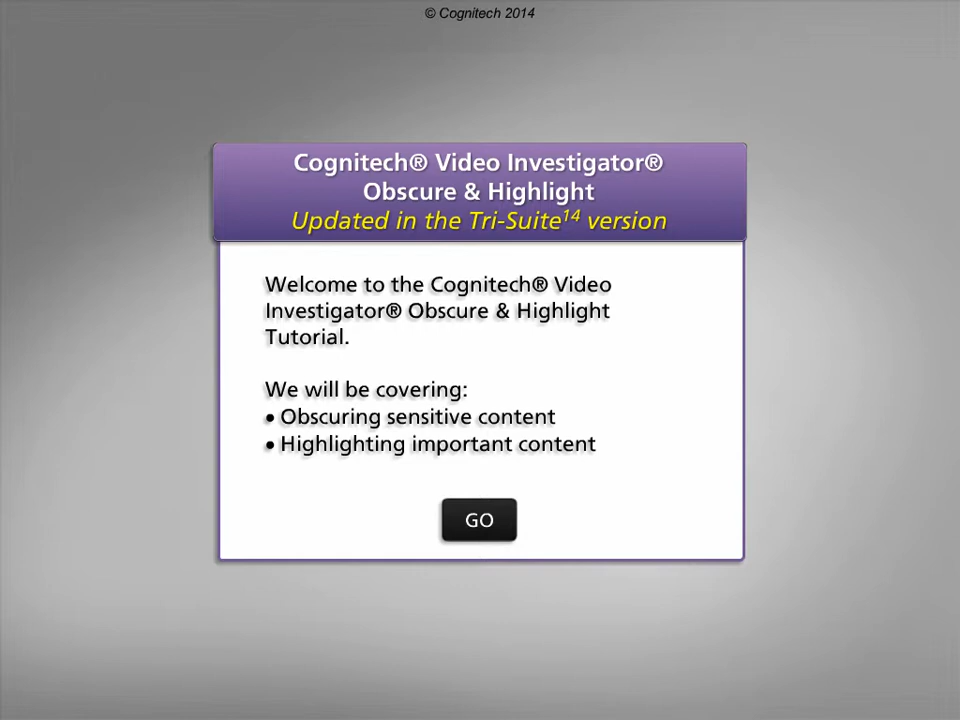 © Cognitech 2014
Cognitech® Video Investigator®
Obscure & Highlight
Updated in the Tri-Suite¹⁴ version
Welcome to the Cognitech® Video
Investigator® Obscure & Highlight
Tutorial.
We will be covering:
• Obscuring sensitive content
• Highlighting important content
GO